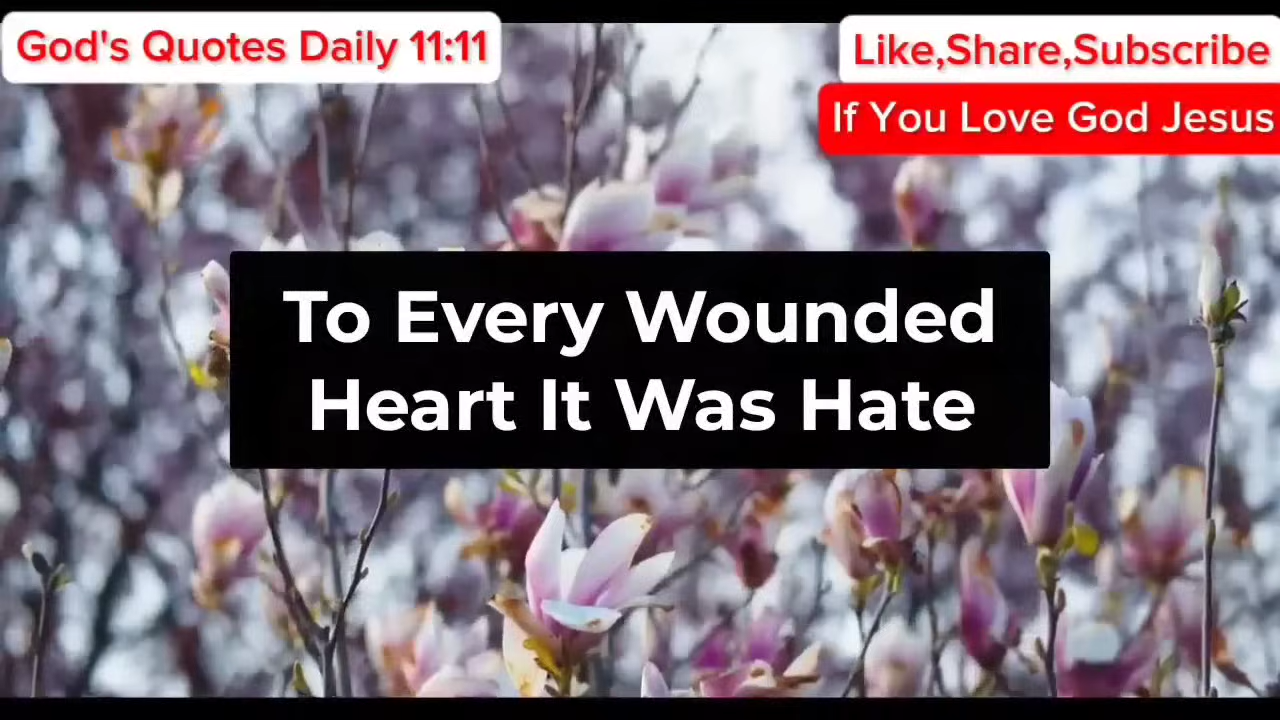 God's Quotes Daily 11:11
Like,Share,Subscribe
If You Love God Jesus
To Every Wounded
Heart It Was Hate